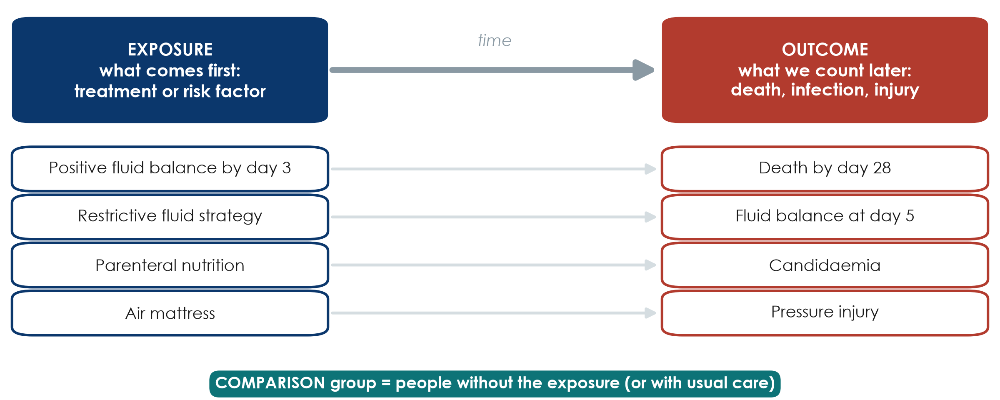 EXPOSURE
what comes first:
treatment or risk factor
time
OUTCOME
what we count later:
death, infection, injury
Positive fluid balance by day 3
Death by day 28
Restrictive fluid strategy
Fluid balance at day 5
Parenteral nutrition
Candidaemia
Air mattress
Pressure injury
COMPARISON group = people without the exposure (or with usual care)